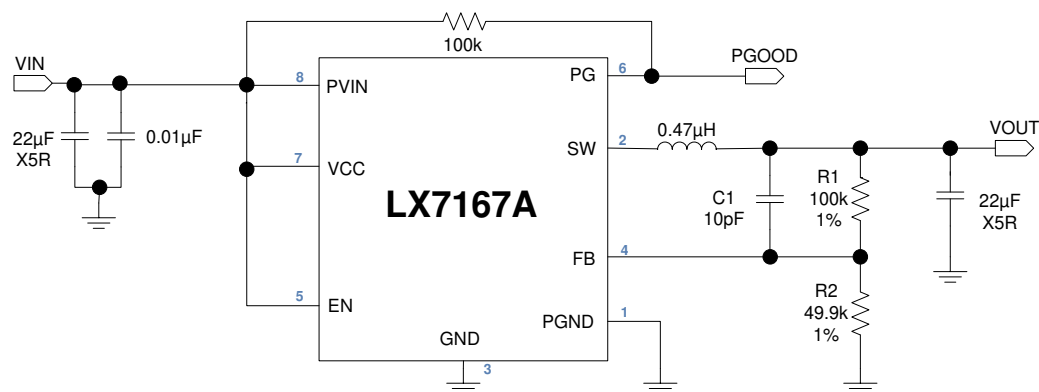 100k
VIN
PGOOD
8
PVIN
PG
6
22µF
X5R
0.01µF
0.47µH
VOUT
7
VCC
SW
2
LX7167A
C1
10pF
R1
100k
1%
22µF
X5R
FB
4
5
EN
R2
49.9k
1%
PGND
1
GND
3